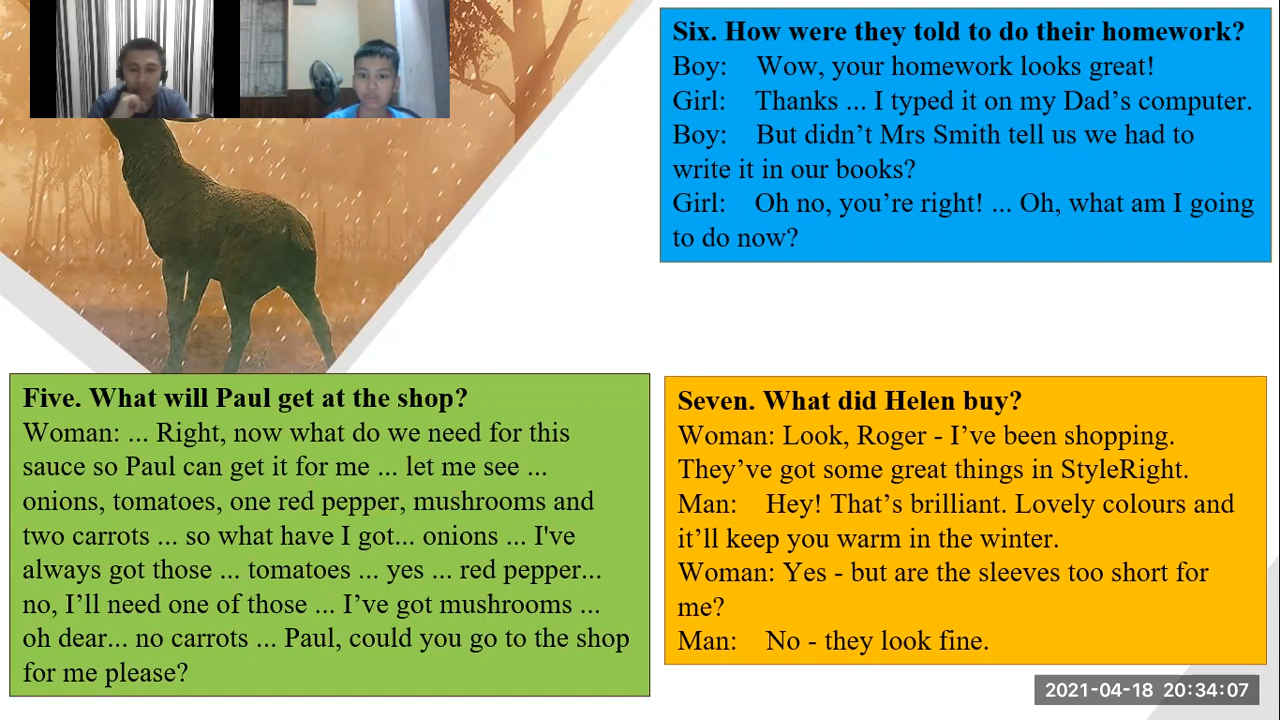 Six. How were they told to do their homework?
Boy: Wow, your homework looks great!
Girl: Thanks ... I typed it on my Dad’s computer.
Boy: But didn’t Mrs Smith tell us we had to
write it in our books?
Girl: Oh no, you’re right! ... Oh, what am I going
to do now?
Five. What will Paul get at the shop?
Woman: ... Right, now what do we need for this
sauce so Paul can get it for me ... let me see ...
onions, tomatoes, one red pepper, mushrooms and
two carrots ... so what have I got... onions ... I've
always got those ... tomatoes ... yes ... red pepper...
no, I’ll need one of those ... I’ve got mushrooms ...
oh dear... no carrots ... Paul, could you go to the shop
for me please?
Seven. What did Helen buy?
Woman: Look, Roger - I’ve been shopping.
They’ve got some great things in StyleRight.
Man: Hey! That’s brilliant. Lovely colours and
it’ll keep you warm in the winter.
Woman: Yes - but are the sleeves too short for
me?
Man: No - they look fine.
2021-04-18 20:34:07